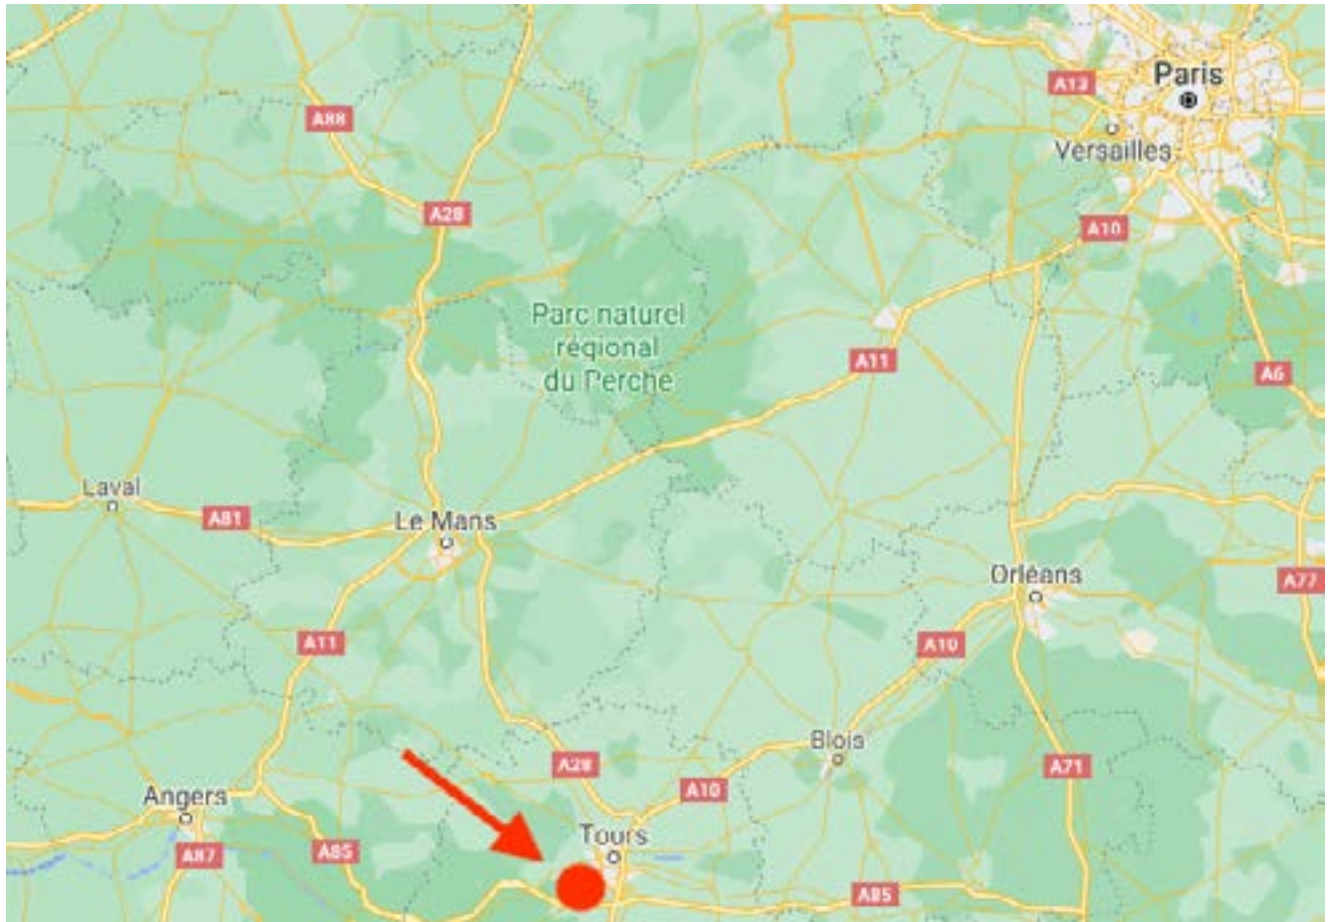 A13
Paris
A88
Versailles
A28
A10
Parc naturel
régional
du Perche
A11
A6
Laval
A81
Le Mans
Orléans
A77
A11
A10
Blois
A28
A71
A10
Angers
Tours
A87
A85
A85